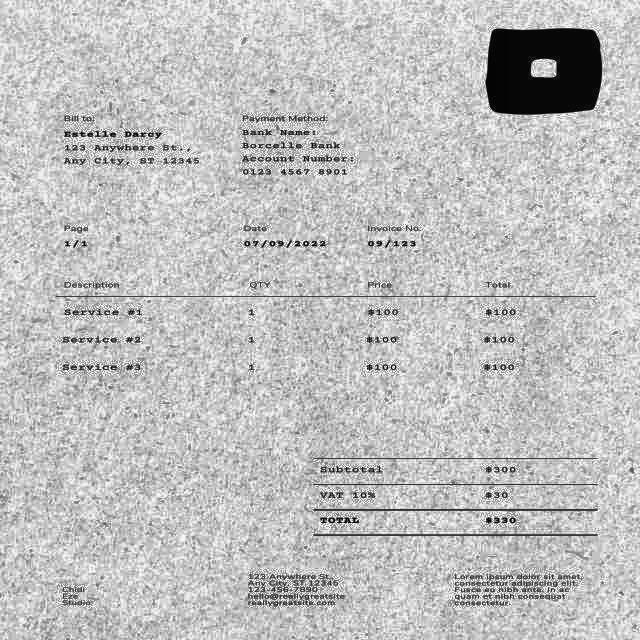 Bill to:
Estelle Darcy
123 Anywhere St.,
Any City, ST 12345
Payment Method:
Bank Name:
Borcelle Bank
Account Number:
0123 4567 8901
Page
1/1
Date
07/09/2022
Invoice No.
09/123
Description QTY Price Total
Service #1 1 $100 $100
Service #2 1 $100 $100
Service #3 1 $100 $100
Subtotal $300
VAT 10% $30
TOTAL $330
Chidi
Eze
Studio
123 Anywhere St.,
Any City, ST 12345
123-456-7890
hello@reallygreatsite
reallygreatsite.com
Lorem ipsum dolor sit amet,
consectetur adipiscing elit.
Fusce eo nibh ante. In ac
quam et nibh consequat
consectetur.